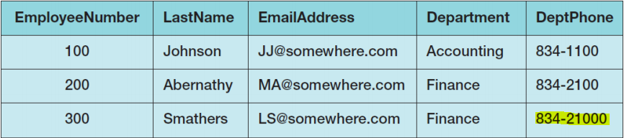 EmployeeNumber LastName EmailAddress Department DeptPhone
100 Johnson JJ@somewhere.com Accounting 834-1100
200 Abernathy MA@somewhere.com Finance 834-2100
300 Smathers LS@somewhere.com Finance 834-21000